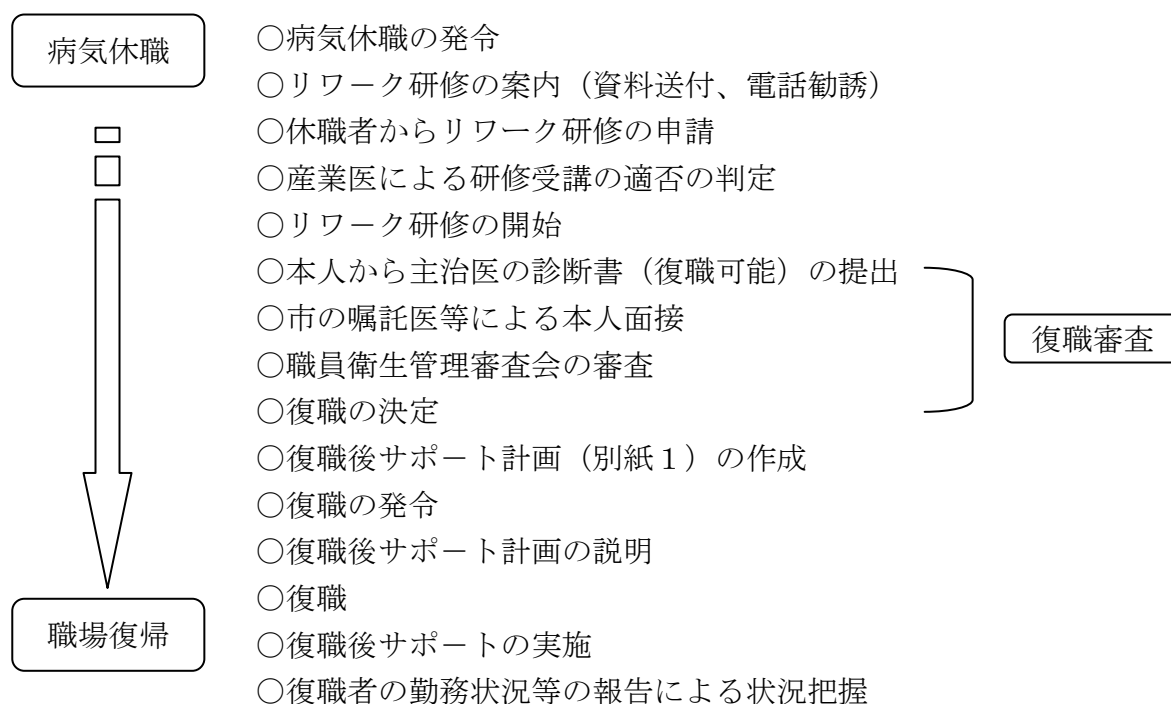 病気休職
○病気休職の発令
○リワーク研修の案内（資料送付、電話勧誘）
○休職者からリワーク研修の申請
○産業医による研修受講の適否の判定
○リワーク研修の開始
○本人から主治医の診断書（復職可能）の提出
○市の嘱託医等による本人面接
復職審査
○職員衛生管理審査会の審査
○復職の決定
○復職後サポート計画（別紙１）の作成
○復職の発令
○復職後サポート計画の説明
○復職
職場復帰
○復職後サポートの実施
○復職者の勤務状況等の報告による状況把握